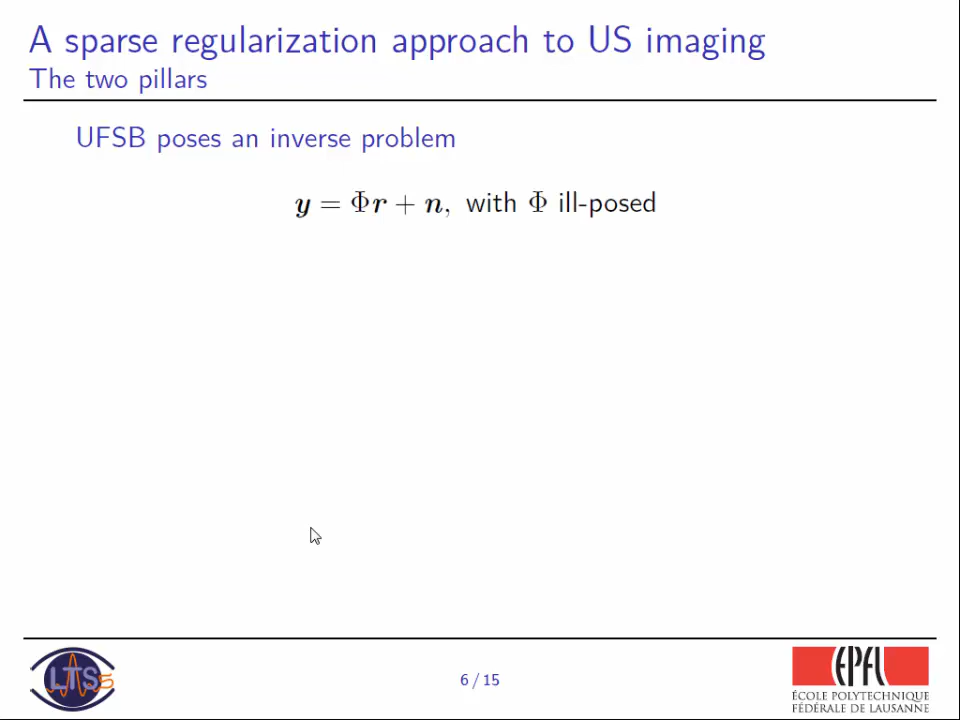 A sparse regularization approach to US imaging
The two pillars
UFSB poses an inverse problem
y = Φr + n, with Φ ill-posed
LTS5
6 / 15
EPFL
ÉCOLE POLYTECHNIQUE
FÉDÉRALE DE LAUSANNE